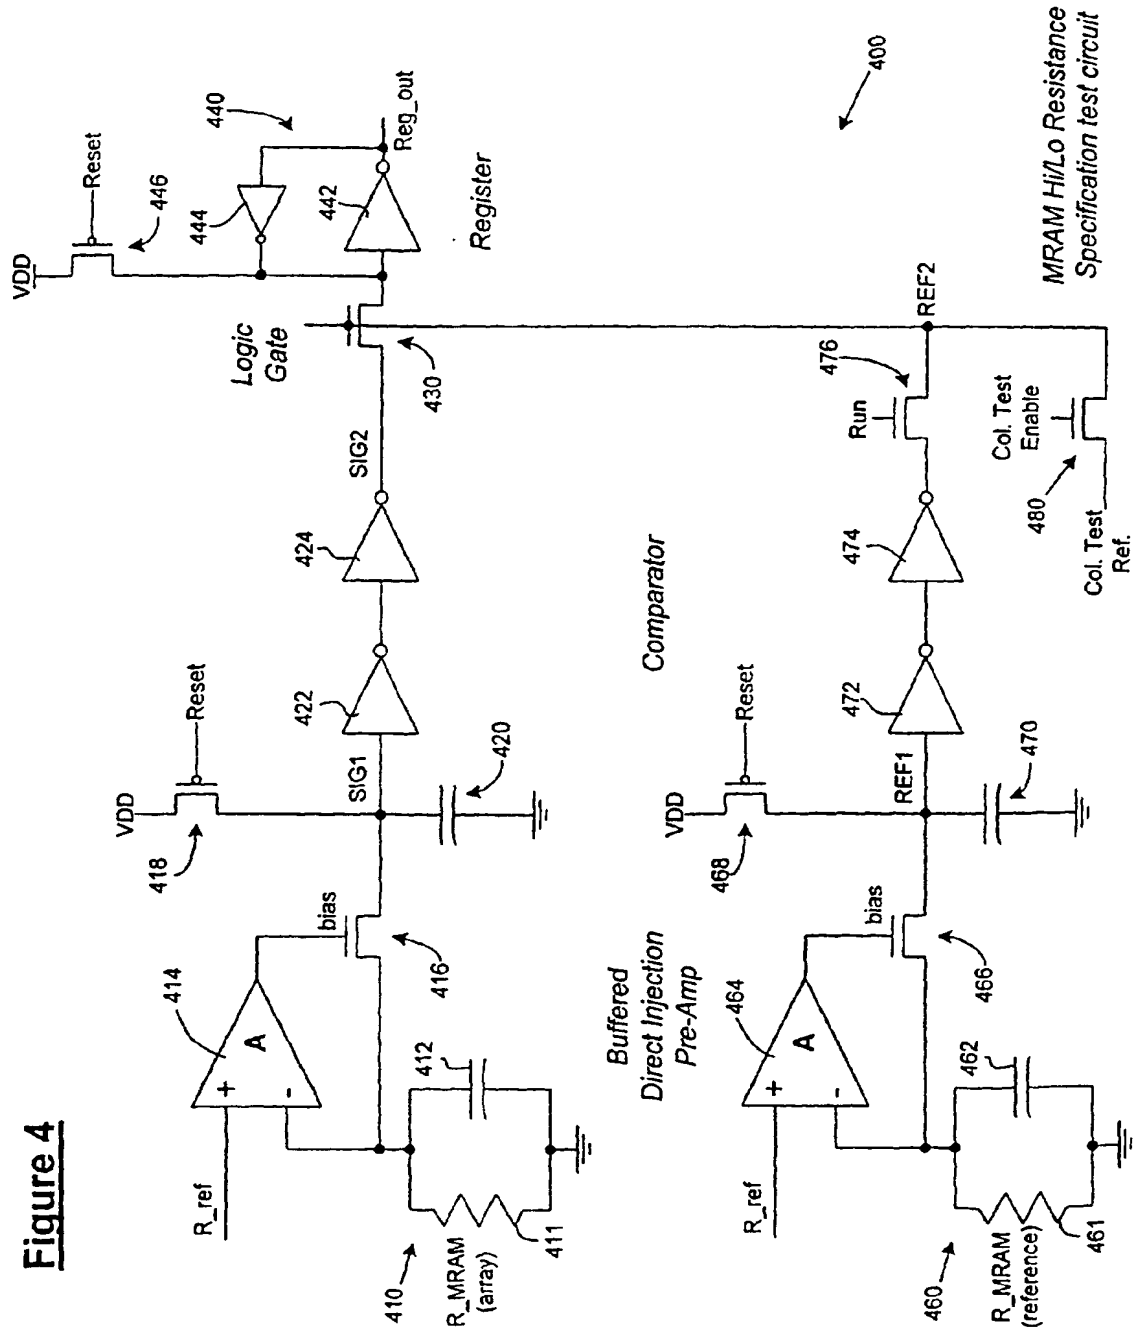 Figure 4
VDD
Reset
446
444
440
442
Reg_out
Register
Logic
Gate
430
SIG2
424
422
VDD
Reset
418
SIG1
420
bias
416
414
A
+
-
R_ref
412
411
410
R_MRAM
(array)
400
MRAM Hi/Lo Resistance
Specification test circuit
REF2
476
Run
Col. Test
Enable
480
Col. Test
Ref.
474
Comparator
472
VDD
Reset
468
REF1
470
bias
466
Buffered
Direct Injection
Pre-Amp
464
A
+
-
R_ref
462
461
460
R_MRAM
(reference)